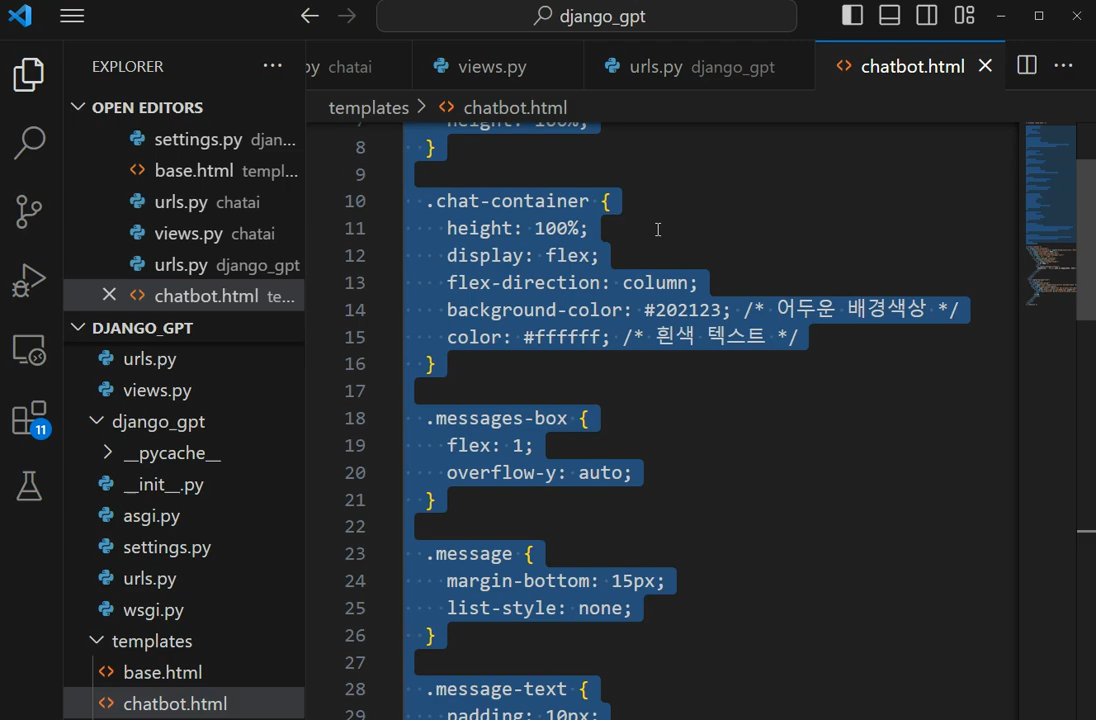 django_gpt
EXPLORER
OPEN EDITORS
settings.py djan...
base.html templ...
urls.py chatai
views.py chatai
urls.py django_gpt
chatbot.html te...
DJANGO_GPT
urls.py
views.py
django_gpt
__pycache__
__init__.py
asgi.py
settings.py
urls.py
wsgi.py
templates
base.html
chatbot.html
11
py chatai
views.py
urls.py django_gpt
chatbot.html
templates > chatbot.html
7 height: 100%;
8 }
9
10 .chat-container {
11 height: 100%;
12 display: flex;
13 flex-direction: column;
14 background-color: #202123; /* 어두운 배경색상 */
15 color: #ffffff; /* 흰색 텍스트 */
16 }
17
18 .messages-box {
19 flex: 1;
20 overflow-y: auto;
21 }
22
23 .message {
24 margin-bottom: 15px;
25 list-style: none;
26 }
27
28 .message-text {
29 padding: 10px;